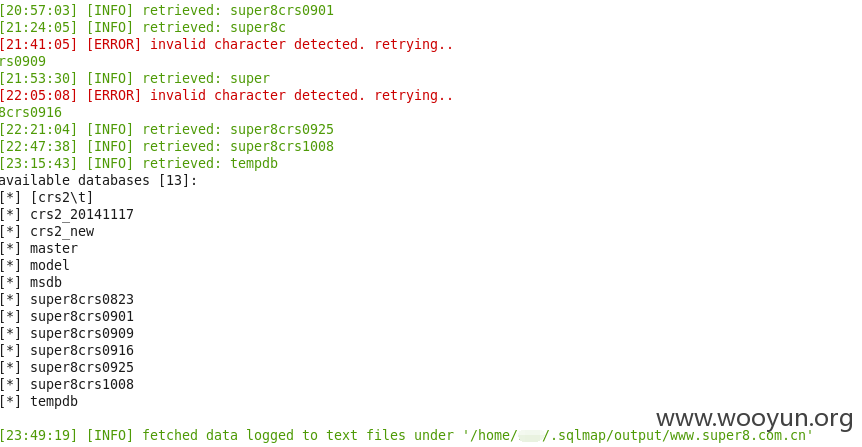 [20:57:03] [INFO] retrieved: super8crs0901
[21:24:05] [INFO] retrieved: super8c
[21:41:05] [ERROR] invalid character detected. retrying..
rs0909
[21:53:30] [INFO] retrieved: super
[22:05:08] [ERROR] invalid character detected. retrying..
8crs0916
[22:21:04] [INFO] retrieved: super8crs0925
[22:47:38] [INFO] retrieved: super8crs1008
[23:15:43] [INFO] retrieved: tempdb
available databases [13]:
[*] [crs2\t]
[*] crs2_20141117
[*] crs2_new
[*] master
[*] model
[*] msdb
[*] super8crs0823
[*] super8crs0901
[*] super8crs0909
[*] super8crs0916
[*] super8crs0925
[*] super8crs1008
[*] tempdb
www.wooyun.org
[23:49:19] [INFO] fetched data logged to text files under '/home/ /.sqlmap/output/www.super8.com.cn'